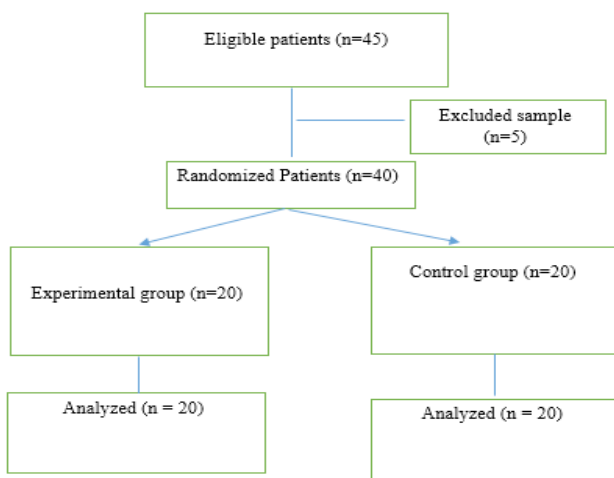 Eligible patients (n=45)
Excluded sample
(n=5)
Randomized Patients (n=40)
Experimental group (n=20)
Control group (n=20)
Analyzed (n = 20)
Analyzed (n = 20)